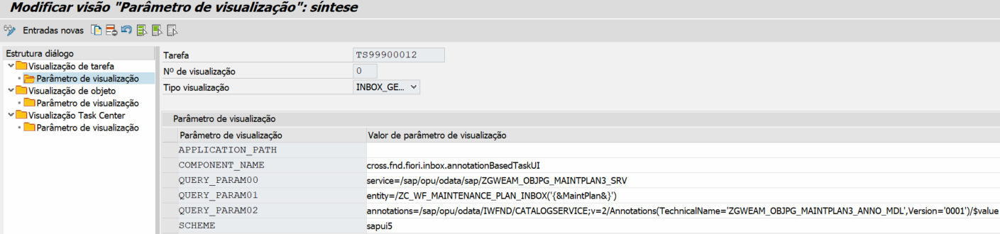 Modificar visão "Parâmetro de visualização": síntese
Entradas novas
Estrutura diálogo
Visualização de tarefa
Parâmetro de visualização
Visualização de objeto
Parâmetro de visualização
Visualização Task Center
Parâmetro de visualização
Tarefa TS99900012
Nº de visualização 0
Tipo visualização INBOX_GE...
Parâmetro de visualização
Parâmetro de visualização Valor de parâmetro de visualização
APPLICATION_PATH
COMPONENT_NAME cross.fnd.fiori.inbox.annotationBasedTaskUI
QUERY_PARAM00 service=/sap/opu/odata/sap/ZGWEAM_OBJPG_MAINTPLAN3_SRV
QUERY_PARAM01 entity=/ZC_WF_MAINTENANCE_PLAN_INBOX('{&MaintPlan&}')
QUERY_PARAM02 annotations=/sap/opu/odata/IWFND/CATALOGSERVICE;v=2/Annotations(TechnicalName='ZGWEAM_OBJPG_MAINTPLAN3_ANNO_MDL',Version='0001')/$value
SCHEME sapui5